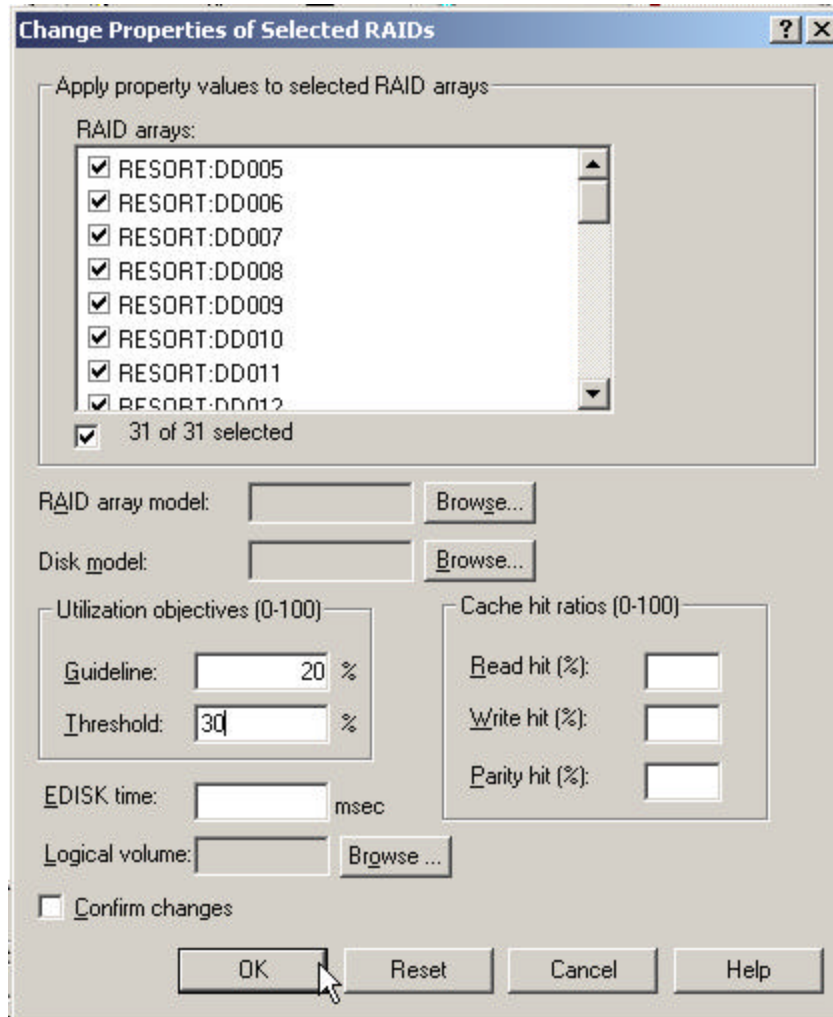 Change Properties of Selected RAIDs
Apply property values to selected RAID arrays
RAID arrays:
RESORT:DD005
RESORT:DD006
RESORT:DD007
RESORT:DD008
RESORT:DD009
RESORT:DD010
RESORT:DD011
RESORT:DD012
31 of 31 selected
RAID array model: Browse...
Disk model: Browse...
Utilization objectives (0-100)
Guideline: 20 %
Threshold: 30 %
Cache hit ratios (0-100)
Read hit (%):
Write hit (%):
Parity hit (%):
EDISK time: msec
Logical volume: Browse ...
Confirm changes
OK Reset Cancel Help